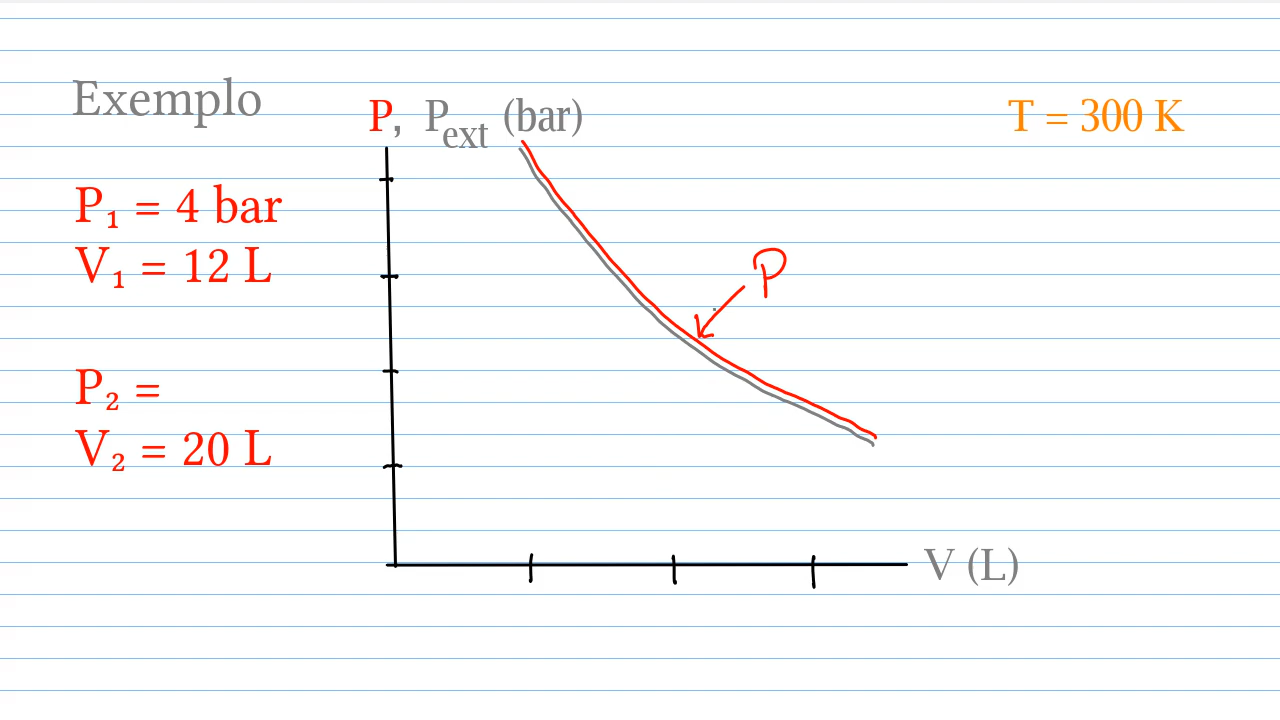 Exemplo
P, P_ext (bar)
T = 300 K
P₁ = 4 bar
V₁ = 12 L
P
P₂ =
V₂ = 20 L
V (L)